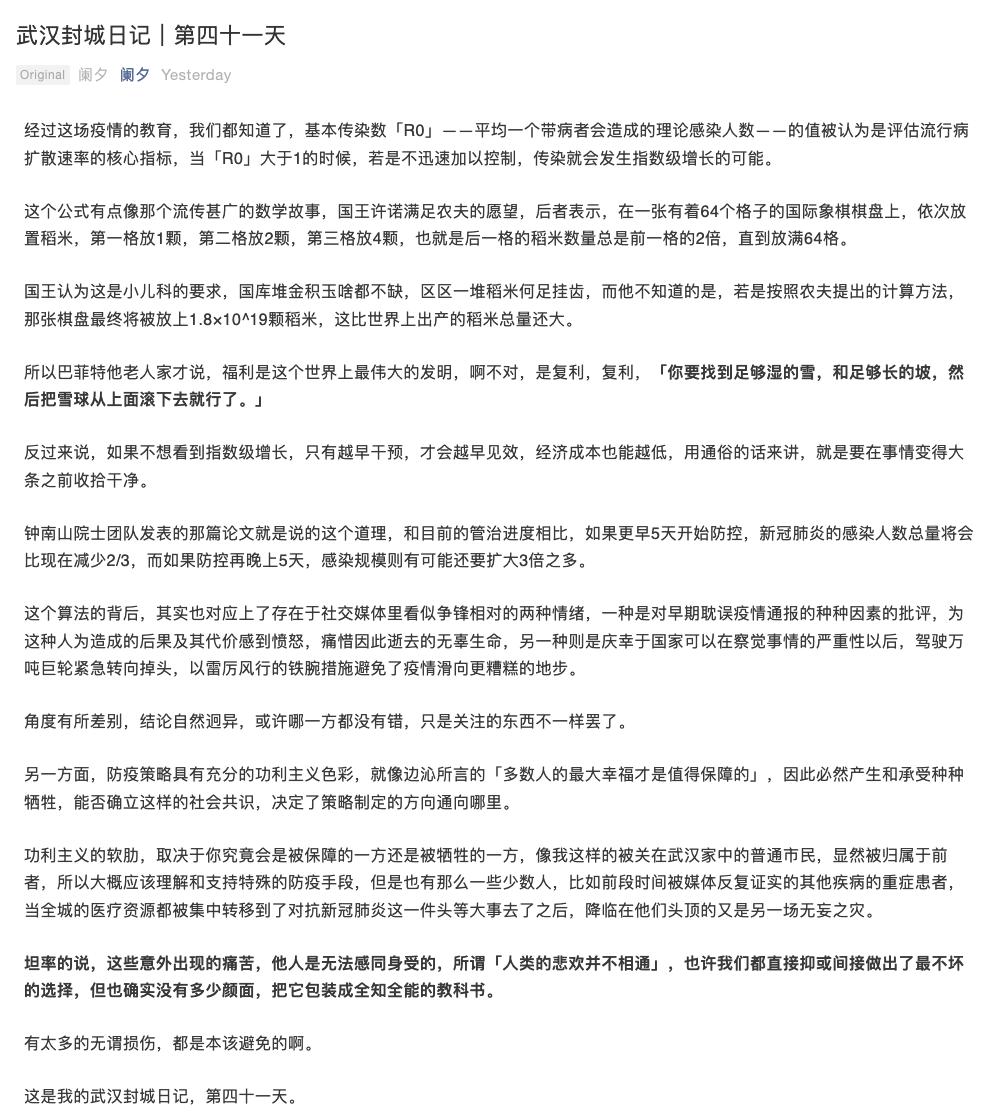 武汉封城日记｜第四十一天
Original 阑夕 阑夕 Yesterday
经过这场疫情的教育，我们都知道了，基本传染数「R0」——平均一个带病者会造成的理论感染人数——的值被认为是评估流行病
扩散速率的核心指标，当「R0」大于1的时候，若是不迅速加以控制，传染就会发生指数级增长的可能。
这个公式有点像那个流传甚广的数学故事，国王许诺满足农夫的愿望，后者表示，在一张有着64个格子的国际象棋棋盘上，依次放
置稻米，第一格放1颗，第二格放2颗，第三格放4颗，也就是后一格的稻米数量总是前一格的2倍，直到放满64格。
国王认为这是小儿科的要求，国库堆金积玉啥都不缺，区区一堆稻米何足挂齿，而他不知道的是，若是按照农夫提出的计算方法，
那张棋盘最终将被放上1.8×10^19颗稻米，这比世界上出产的稻米总量还大。
所以巴菲特他老人家才说，福利是这个世界上最伟大的发明，啊不对，是复利，复利，「你要找到足够湿的雪，和足够长的坡，然
后把雪球从上面滚下去就行了。」
反过来说，如果不想看到指数级增长，只有越早干预，才会越早见效，经济成本也能越低，用通俗的话来讲，就是要在事情变得大
条之前收拾干净。
钟南山院士团队发表的那篇论文就是说的这个道理，和目前的管治进度相比，如果更早5天开始防控，新冠肺炎的感染人数总量将会
比现在减少2/3，而如果防控再晚上5天，感染规模则有可能还要扩大3倍之多。
这个算法的背后，其实也对应上了存在于社交媒体里看似争锋相对的两种情绪，一种是对早期耽误疫情通报的种种因素的批评，为
这种人为造成的后果及其代价感到愤怒，痛惜因此逝去的无辜生命，另一种则是庆幸于国家可以在察觉事情的严重性以后，驾驶万
吨巨轮紧急转向掉头，以雷厉风行的铁腕措施避免了疫情滑向更糟糕的地步。
角度有所差别，结论自然迥异，或许哪一方都没有错，只是关注的东西不一样罢了。
另一方面，防疫策略具有充分的功利主义色彩，就像边沁所言的「多数人的最大幸福才是值得保障的」，因此必然产生和承受种种
牺牲，能否确立这样的社会共识，决定了策略制定的方向通向哪里。
功利主义的软肋，取决于你究竟会是被保障的一方还是被牺牲的一方，像我这样的被关在武汉家中的普通市民，显然被归属于前
者，所以大概应该理解和支持特殊的防疫手段，但是也有那么一些少数人，比如前段时间被媒体反复证实的其他疾病的重症患者，
当全城的医疗资源都被集中转移到了对抗新冠肺炎这一件头等大事去了之后，降临在他们头顶的又是另一场无妄之灾。
坦率的说，这些意外出现的痛苦，他人是无法感同身受的，所谓「人类的悲欢并不相通」，也许我们都直接抑或间接做出了最不坏
的选择，但也确实没有多少颜面，把它包装成全知全能的教科书。
有太多的无谓损伤，都是本该避免的啊。
这是我的武汉封城日记，第四十一天。